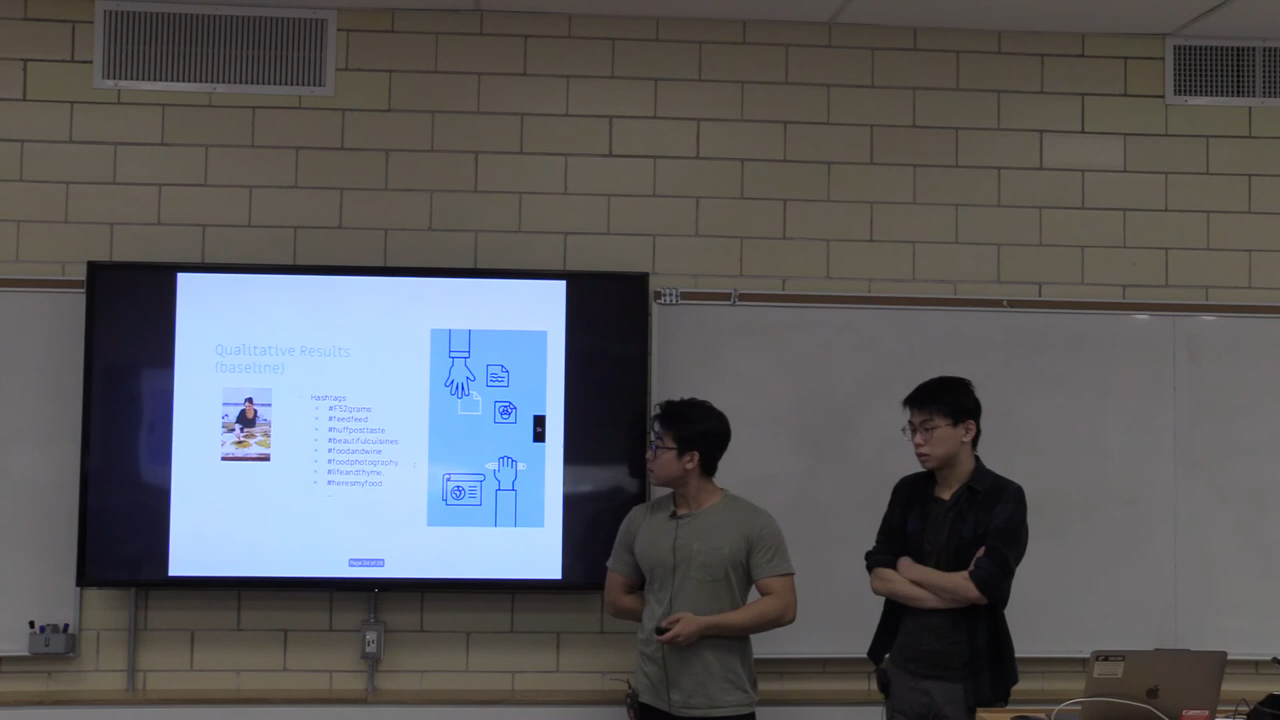 Qualitative Results
(baseline)
Hashtags
#F52grams
#feedfeed
#huffposttaste
#beautifulcuisines
#foodandwine
#foodphotography
#lifeandthyme,
#heresmyfood
...